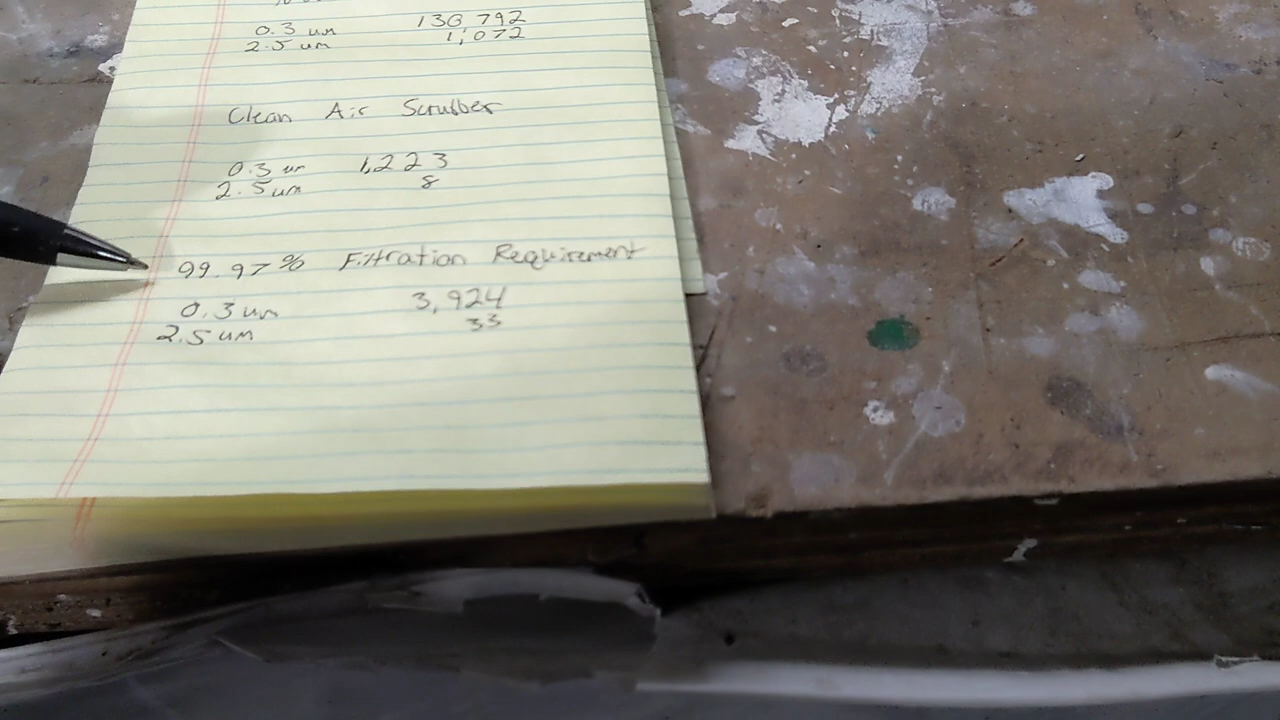 0.3 um 130 792
2.5 um 1,072
Clean Air Scrubber
0.3 um 1,223
2.5 um 8
99.97% Filtration Requirement
0.3 um 3,924
2.5 um 33